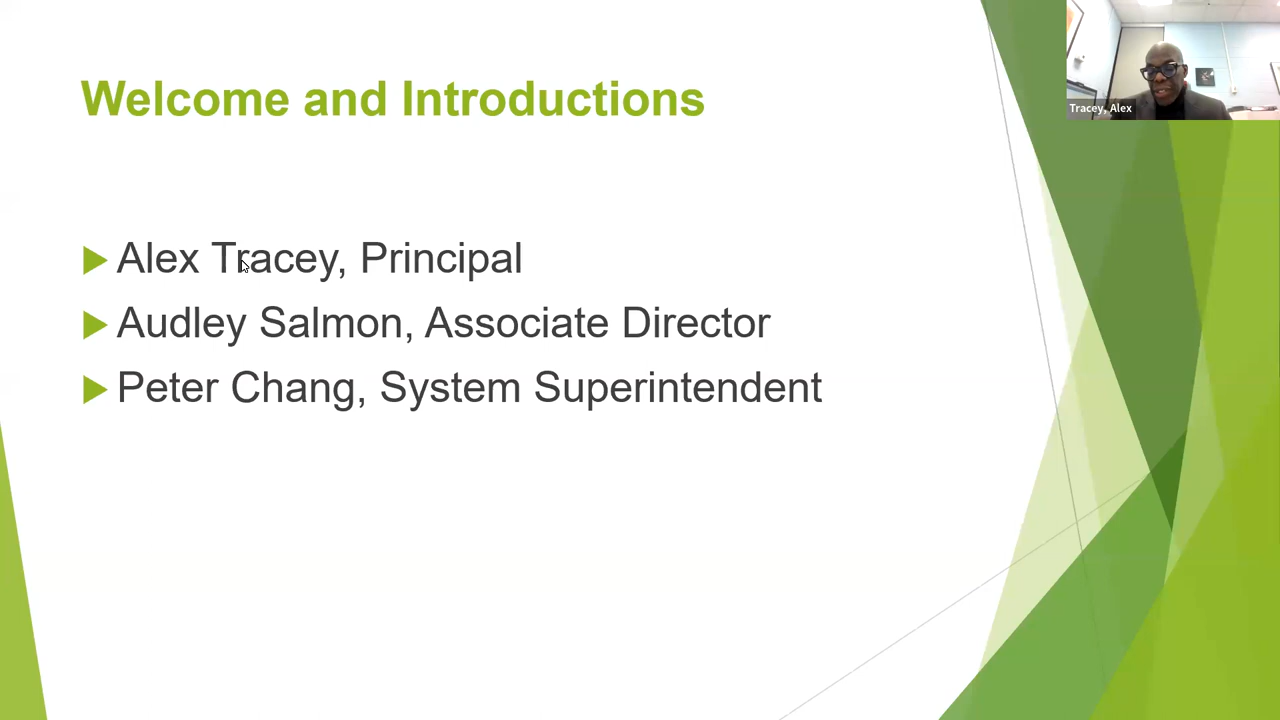 Welcome and Introductions
Tracey, Alex
Alex Tracey, Principal
Audley Salmon, Associate Director
Peter Chang, System Superintendent